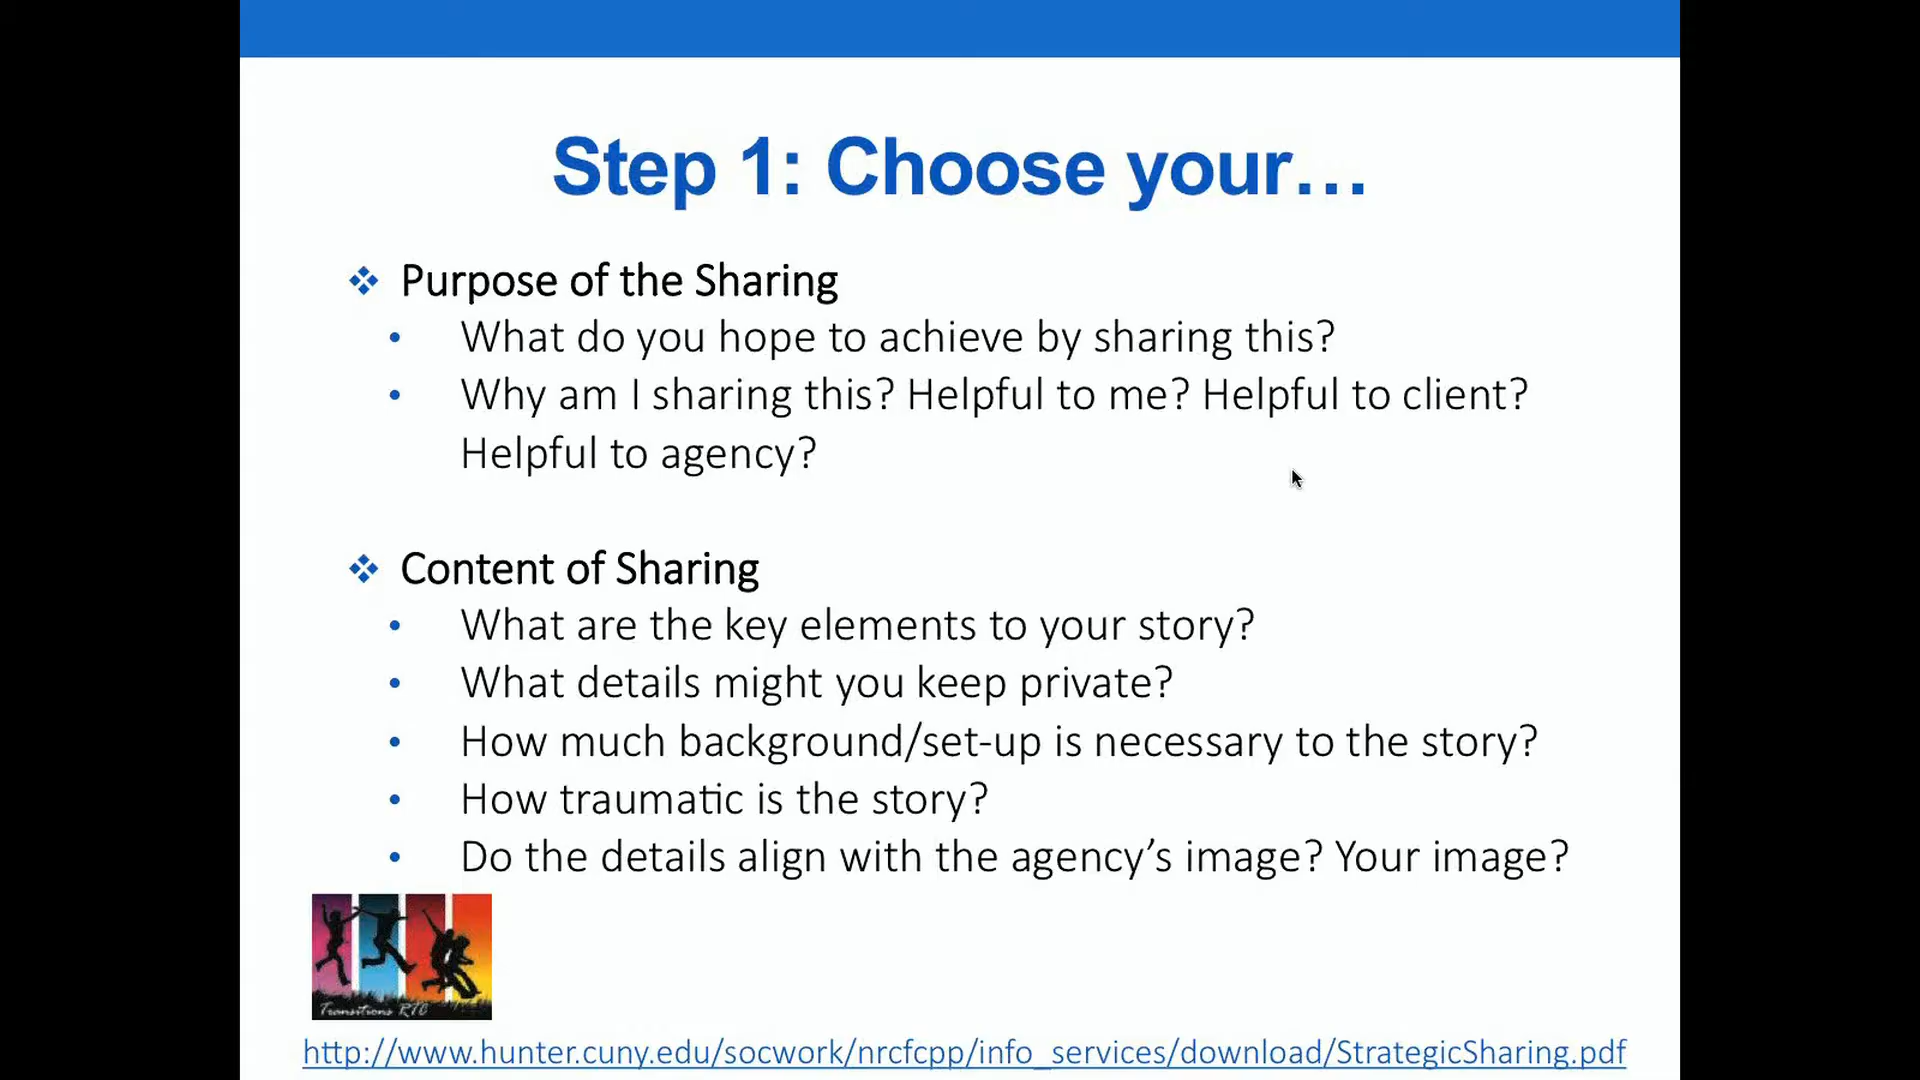 Step 1: Choose your...
Purpose of the Sharing
What do you hope to achieve by sharing this?
Why am I sharing this? Helpful to me? Helpful to client?
Helpful to agency?
Content of Sharing
What are the key elements to your story?
What details might you keep private?
How much background/set-up is necessary to the story?
How traumatic is the story?
Do the details align with the agency’s image? Your image?
Transitions RTC
http://www.hunter.cuny.edu/socwork/nrcfcpp/info_services/download/StrategicSharing.pdf